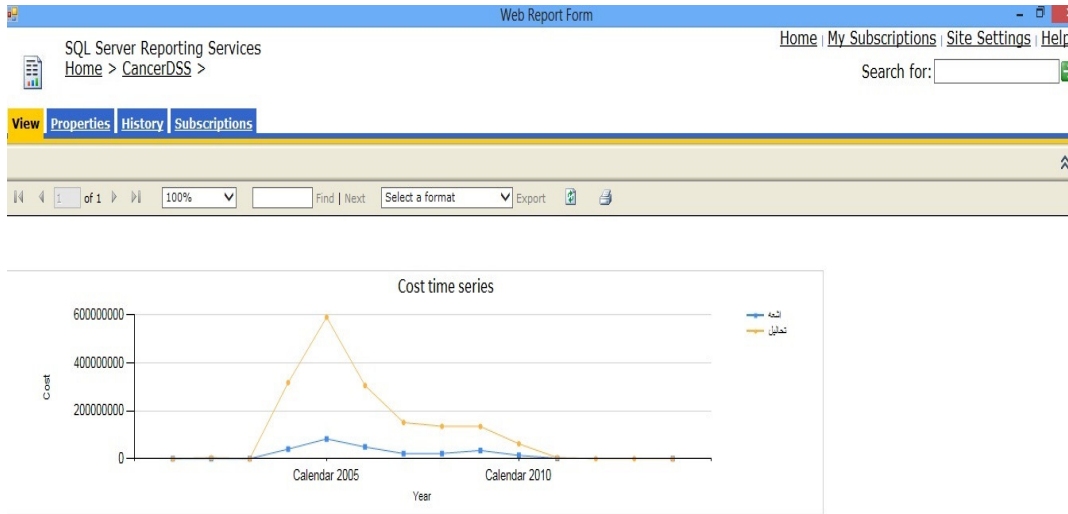 Web Report Form
SQL Server Reporting Services
Home > CancerDSS >
Home | My Subscriptions | Site Settings | Help
Search for:
View Properties History Subscriptions
1 of 1 100% Find | Next Select a format Export
Cost time series
600000000
400000000
200000000
0
Cost
Calendar 2005 Calendar 2010
Year
اشعه
تحاليل